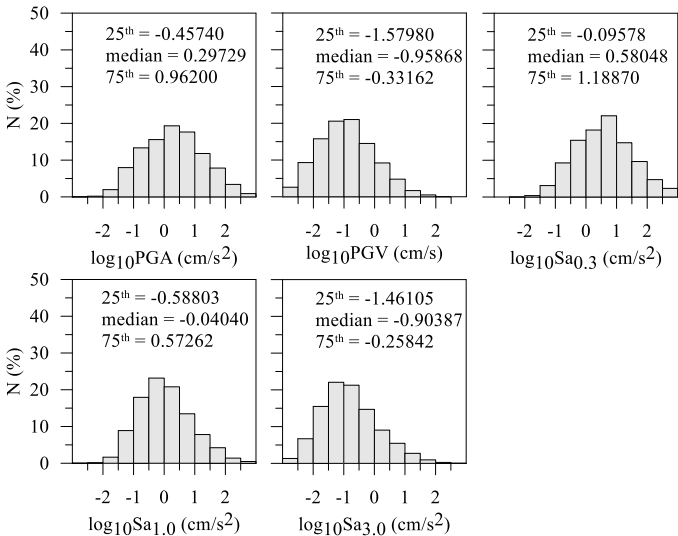 50
40
30
20
10
0
N (%)
25th = -0.45740
median = 0.29729
75th = 0.96200
-2 -1 0 1 2
log10PGA (cm/s2)
25th = -1.57980
median = -0.95868
75th = -0.33162
-2 -1 0 1 2
log10PGV (cm/s)
25th = -0.09578
median = 0.58048
75th = 1.18870
-2 -1 0 1 2
log10Sa0.3 (cm/s2)
50
40
30
20
10
0
N (%)
25th = -0.58803
median = -0.04040
75th = 0.57262
-2 -1 0 1 2
log10Sa1.0 (cm/s2)
25th = -1.46105
median = -0.90387
75th = -0.25842
-2 -1 0 1 2
log10Sa3.0 (cm/s2)